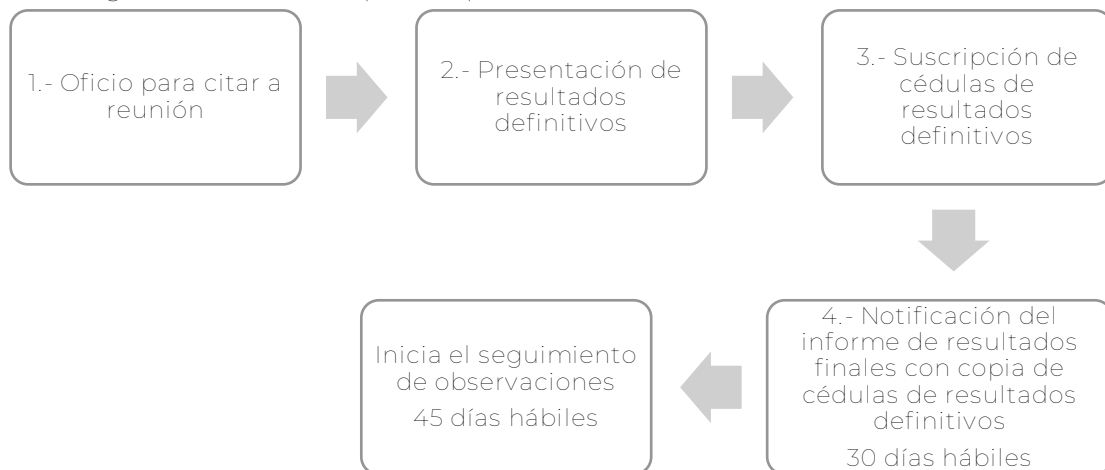 1.- Oficio para citar a
reunión
2.- Presentación de
resultados
definitivos
3.- Suscripción de
cédulas de
resultados
definitivos
4.- Notificación del
informe de resultados
finales con copia de
cédulas de resultados
definitivos
30 días hábiles
Inicia el seguimiento
de observaciones
45 días hábiles